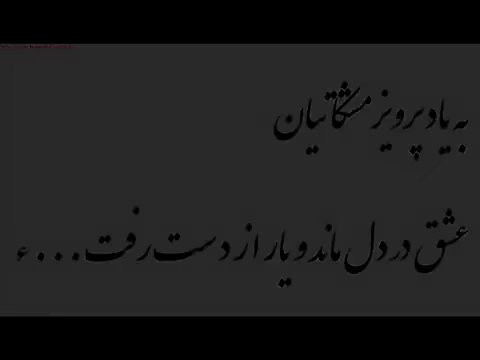 به یاد پرویز مشکاتیان
عشق در دل ماند و یار از دست رفت...